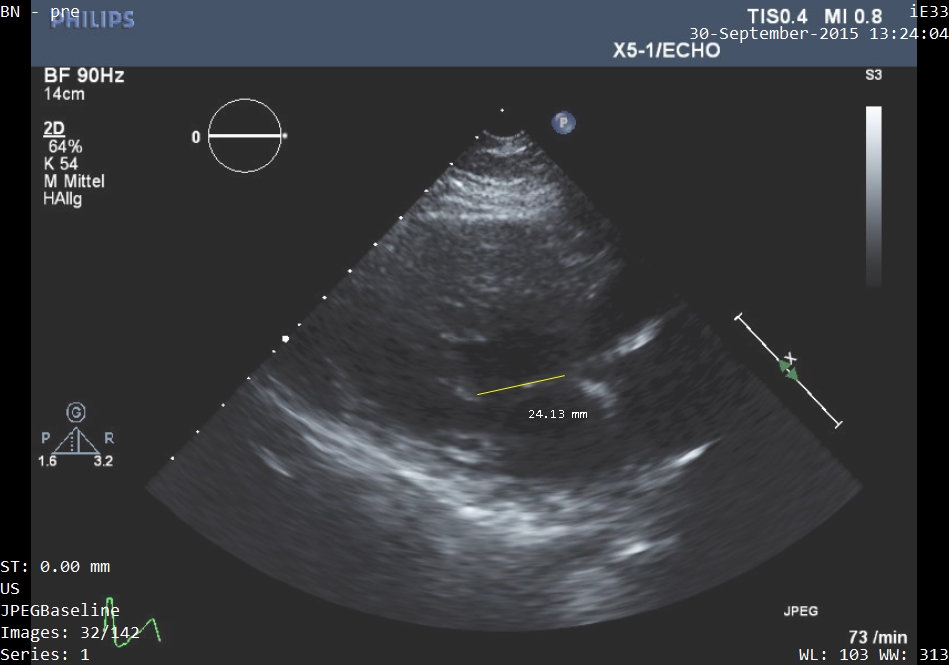 BN - pre
PHILIPS
TIS0.4 MI 0.8
iE33
30-September-2015 13:24:04
X5-1/ECHO
BF 90Hz
14cm
S3
0
P
2D
64%
K 54
M Mittel
HAllg
X
24.13 mm
G
P R
1.6 3.2
ST: 0.00 mm
US
JPEGBaseline
Images: 32/142
Series: 1
JPEG
73 /min
WL: 103 WW: 313